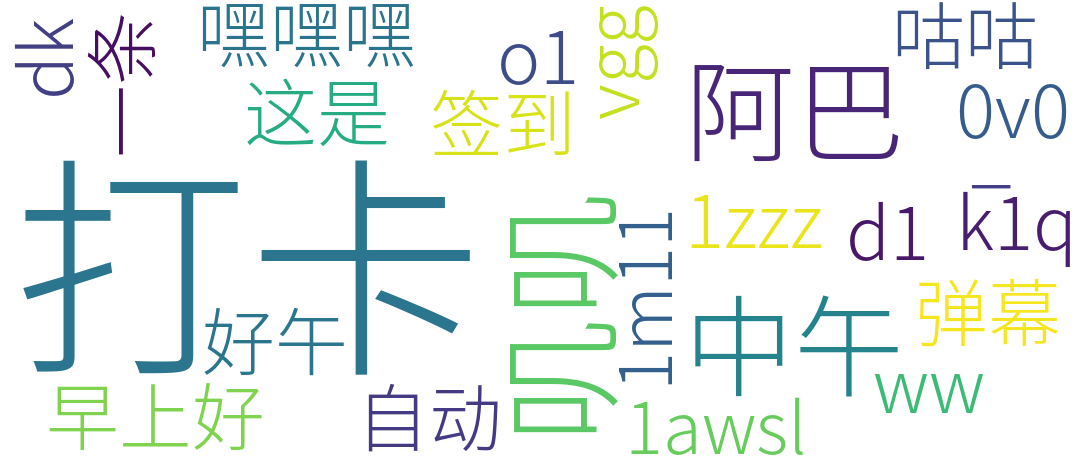 dk
一条
嘿嘿嘿
o1
vgg
咕咕
这是
签到
阿巴
0v0
打卡
叽叽
1m11
1zzz
d1
k1q
好午
中午
弹幕
早上好
自动
1awsl
ww